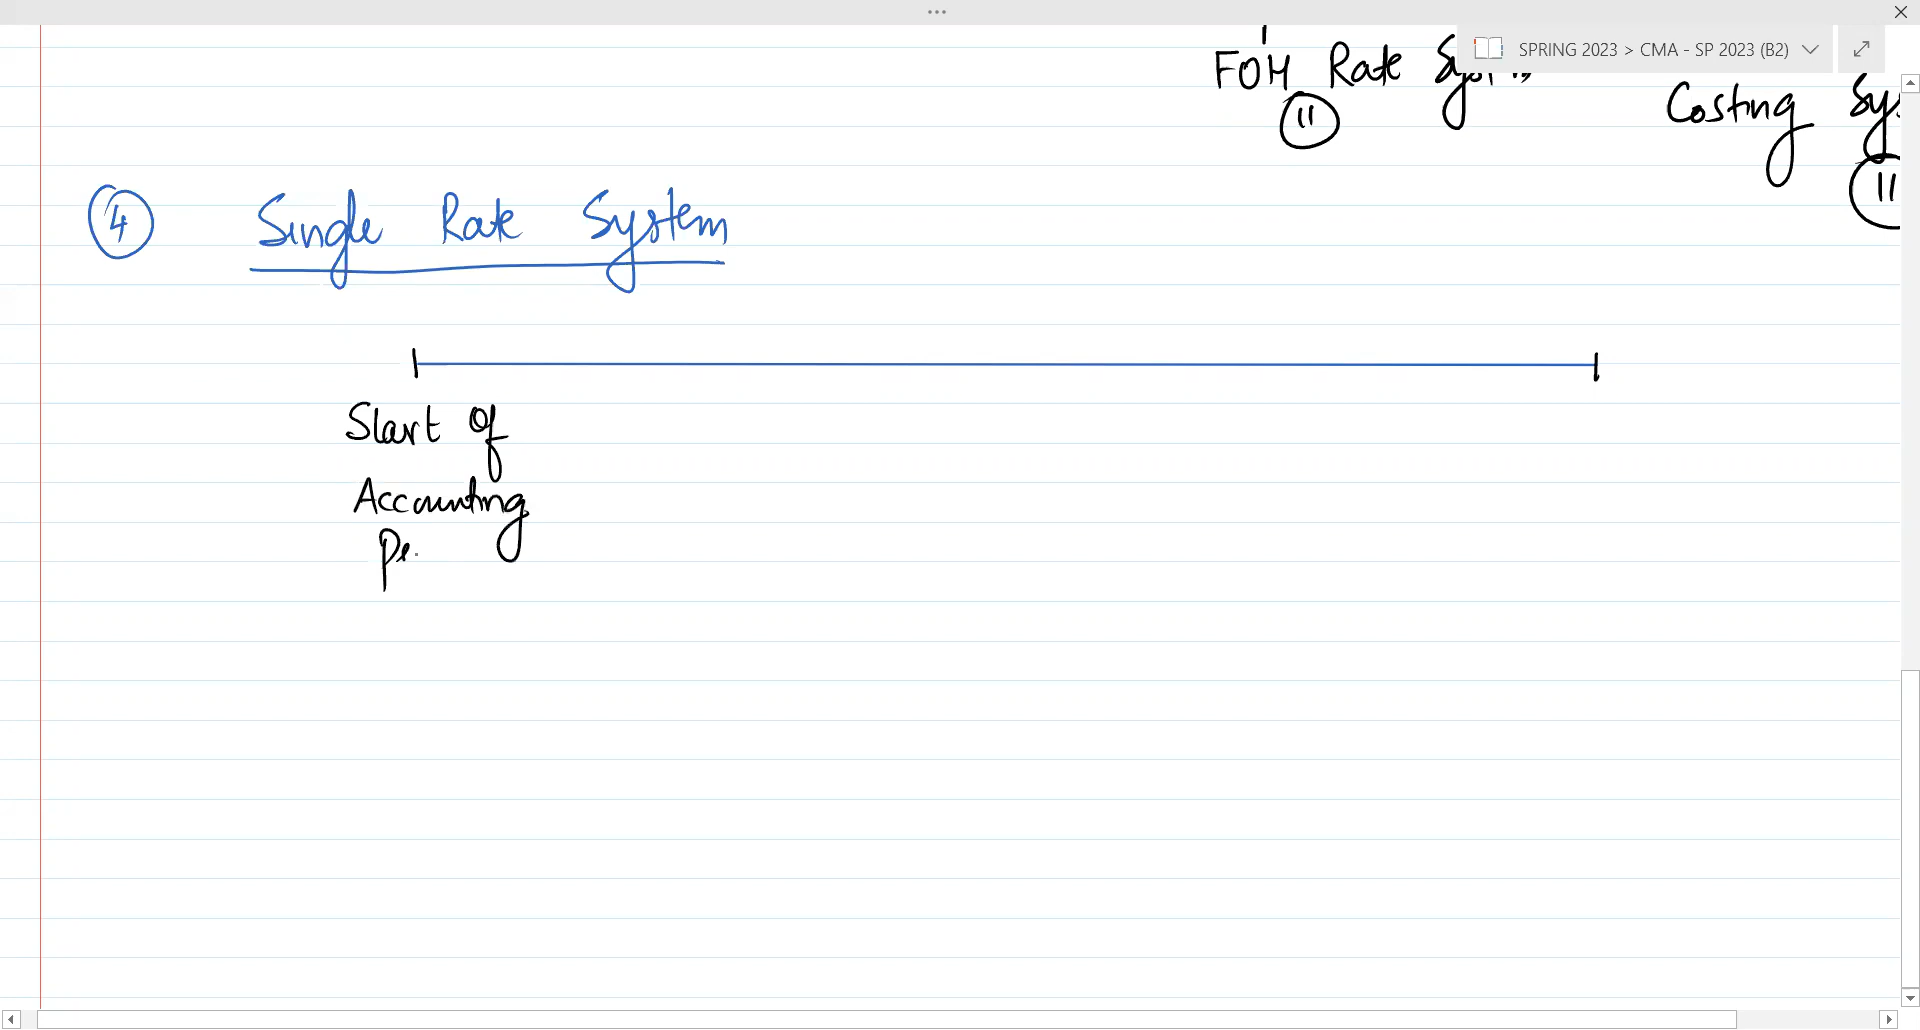 SPRING 2023 > CMA - SP 2023 (B2)
FOH Rate
11
Costing
11
4 Single Rate System
Start Of
Accounting
Pe